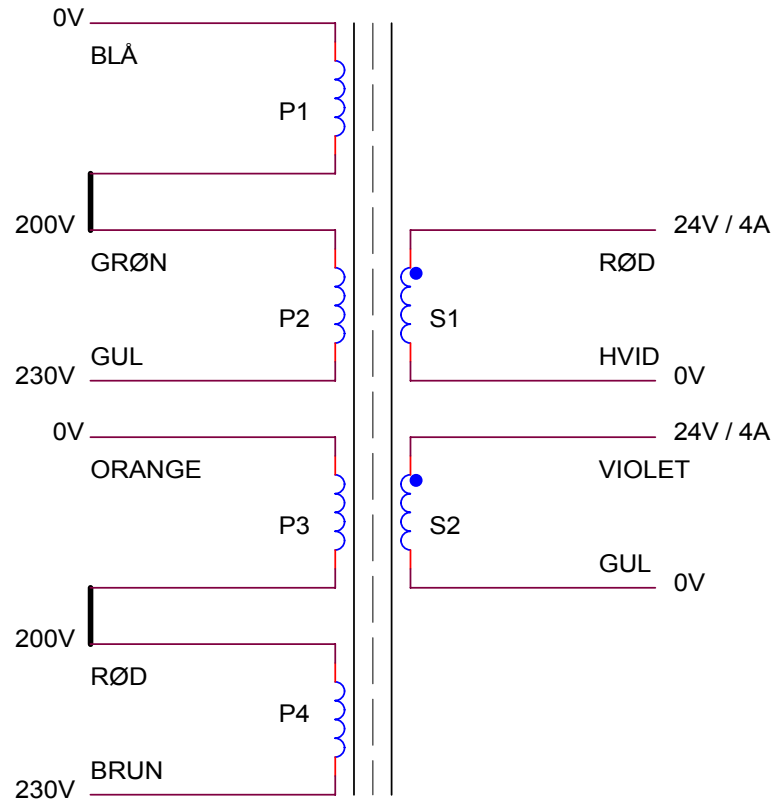 0V
BLÅ
P1
200V
24V / 4A
GRØN
RØD
P2
S1
GUL
HVID
230V
0V
0V
24V / 4A
ORANGE
VIOLET
P3
S2
GUL
0V
200V
RØD
P4
BRUN
230V